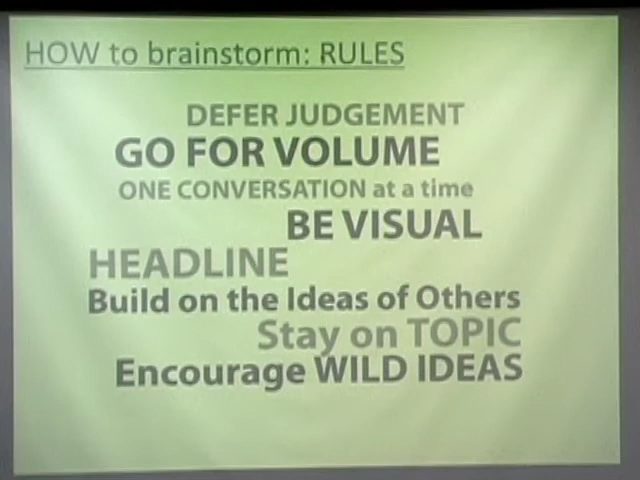 HOW to brainstorm: RULES
DEFER JUDGEMENT
GO FOR VOLUME
ONE CONVERSATION at a time
BE VISUAL
HEADLINE
Build on the Ideas of Others
Stay on TOPIC
Encourage WILD IDEAS